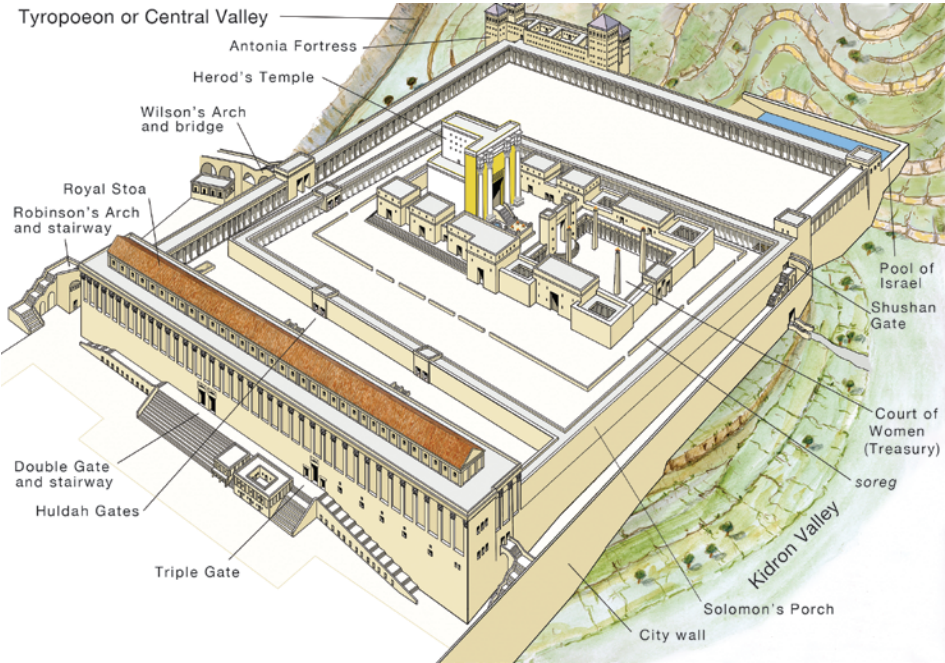 Tyropoeon or Central Valley
Antonia Fortress
Herod's Temple
Wilson's Arch
and bridge
Royal Stoa
Robinson's Arch
and stairway
Pool of
Israel
Shushan
Gate
Court of
Women
(Treasury)
soreg
Double Gate
and stairway
Huldah Gates
Triple Gate
Kidron Valley
Solomon's Porch
City wall